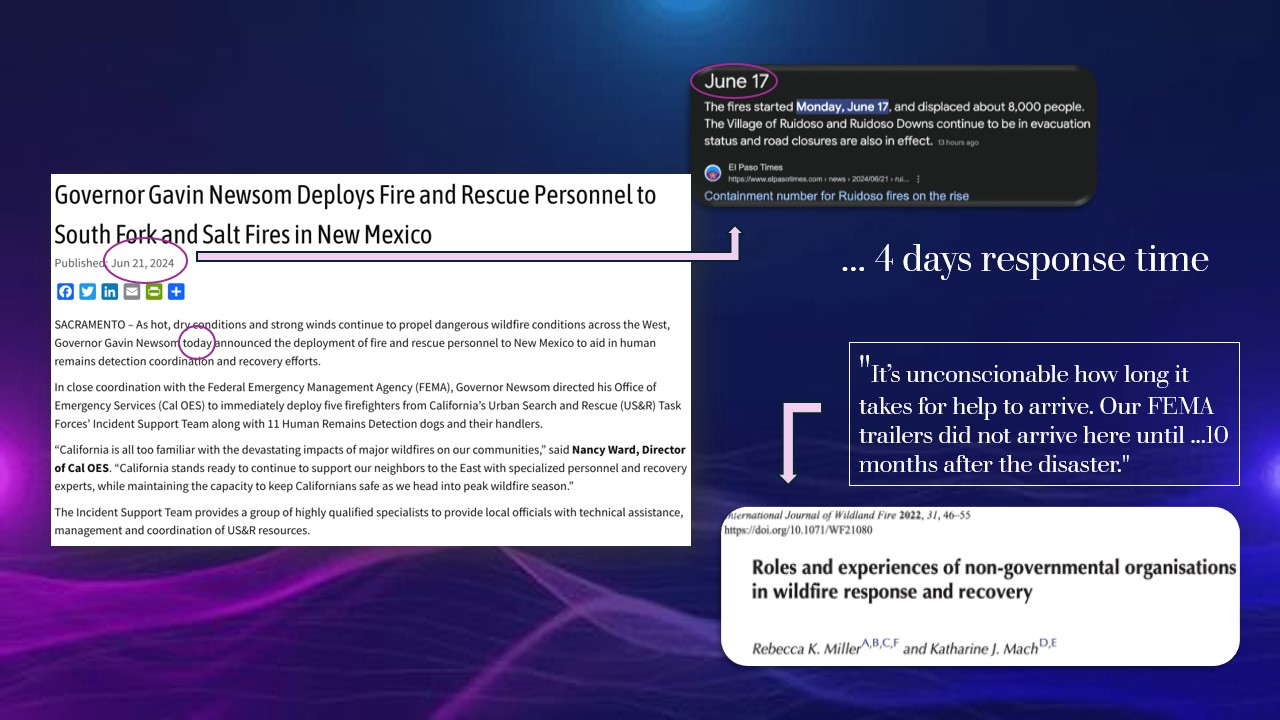 Governor Gavin Newsom Deploys Fire and Rescue Personnel to
South Fork and Salt Fires in New Mexico
Published: Jun 21, 2024
SACRAMENTO – As hot, dry conditions and strong winds continue to propel dangerous wildfire conditions across the West,
Governor Gavin Newsom today announced the deployment of fire and rescue personnel to New Mexico to aid in human
remains detection coordination and recovery efforts.
In close coordination with the Federal Emergency Management Agency (FEMA), Governor Newsom directed his Office of
Emergency Services (Cal OES) to immediately deploy five firefighters from California’s Urban Search and Rescue (US&R) Task
Forces’ Incident Support Team along with 11 Human Remains Detection dogs and their handlers.
“California is all too familiar with the devastating impacts of major wildfires on our communities,” said Nancy Ward, Director
of Cal OES. “California stands ready to continue to support our neighbors to the East with specialized personnel and recovery
experts, while maintaining the capacity to keep Californians safe as we head into peak wildfire season.”
The Incident Support Team provides a group of highly qualified specialists to provide local officials with technical assistance,
management and coordination of US&R resources.
June 17
The fires started Monday, June 17, and displaced about 8,000 people.
The Village of Ruidoso and Ruidoso Downs continue to be in evacuation
status and road closures are also in effect. 13 hours ago
El Paso Times
https://www.elpasotimes.com › news › 2024/06/21 › rui...
Containment number for Ruidoso fires on the rise
... 4 days response time
"It’s unconscionable how long it
takes for help to arrive. Our FEMA
trailers did not arrive here until ...10
months after the disaster."
International Journal of Wildland Fire 2022, 31, 46–55
https://doi.org/10.1071/WF21080
Roles and experiences of non-governmental organisations
in wildfire response and recovery
Rebecca K. Miller A,B,C,F and Katharine J. Mach D,E